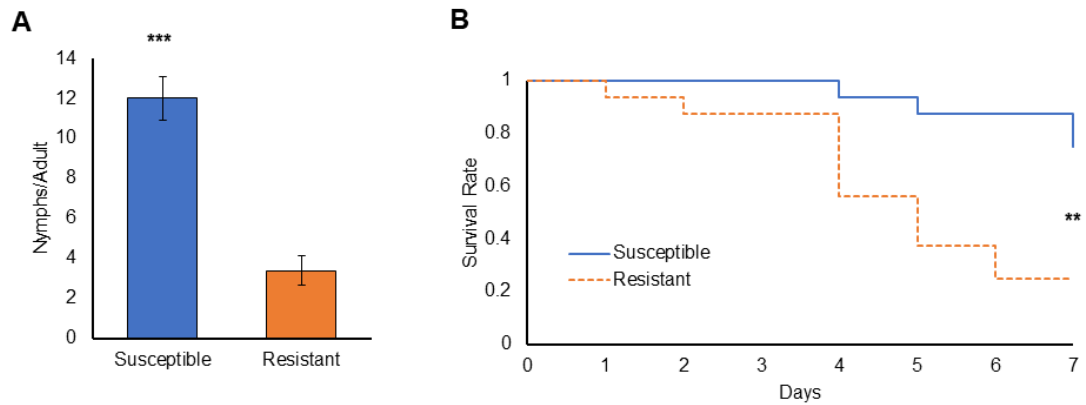 A
***
14
12
10
8
6
4
2
0
Nymphs/Adult
Susceptible Resistant
B
1
0.8
0.6
0.4
0.2
1
Survival Rate
**
Susceptible
Resistant
0 1 2 3 4 5 6 7
Days